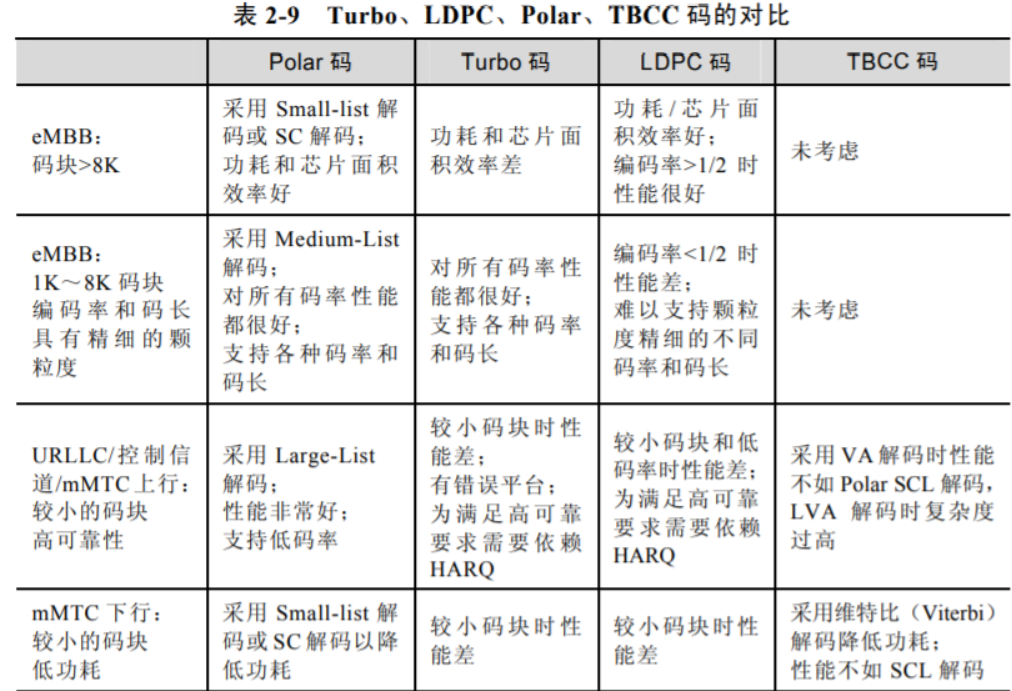 表 2-9 Turbo、LDPC、Polar、TBCC 码的对比
Polar 码
Turbo 码
LDPC 码
TBCC 码
eMBB：
码块>8K
采用 Small-list 解
码或 SC 解码；
功耗和芯片面积
效率好
功耗和芯片面
积效率差
功耗/芯片面
积效率好；
编码率>1/2 时
性能很好
未考虑
eMBB：
1K～8K 码块
编码率和码长
具有精细的颗
粒度
采用 Medium-List
解码；
对所有码率性能
都很好；
支持各种码率和
码长
对所有码率性
能都很好；
支持各种码率
和码长
编码率<1/2 时
性能差；
难以支持颗粒
度精细的不同
码率和码长
未考虑
URLLC/控制信
道/mMTC 上行：
较小的码块
高可靠性
采用 Large-List
解码；
性能非常好；
支持低码率
较小码块时性
能差；
有错误平台；
为满足高可靠
要求需要依赖
HARQ
较小码块和低
码率时性能差；
为满足高可靠
要求需要依赖
HARQ
采用 VA 解码时性能
不如 Polar SCL 解码，
LVA 解码时复杂度
过高
mMTC 下行：
较小的码块
低功耗
采用 Small-list 解
码或 SC 解码以降
低功耗
较小码块时性
能差
较小码块时性
能差
采用维特比（Viterbi）
解码降低功耗；
性能不如 SCL 解码